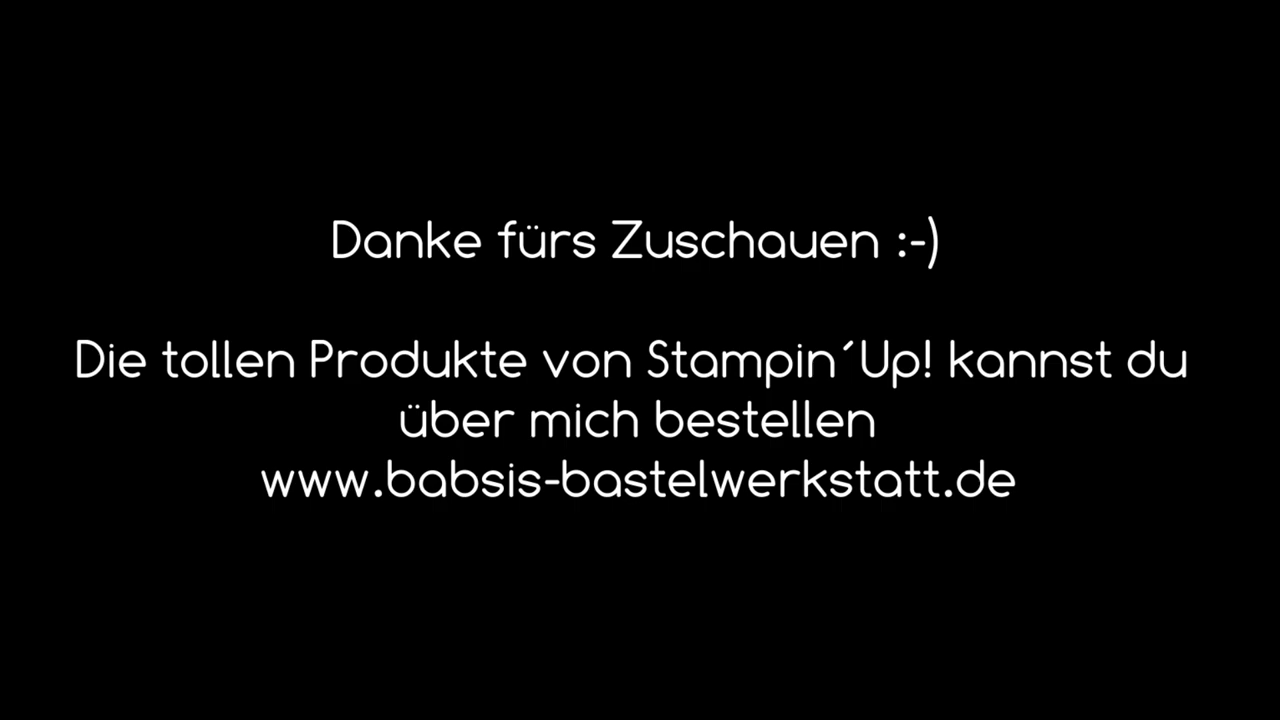 Danke fürs Zuschauen :-)
Die tollen Produkte von Stampin´Up! kannst du
über mich bestellen
www.babsis-bastelwerkstatt.de